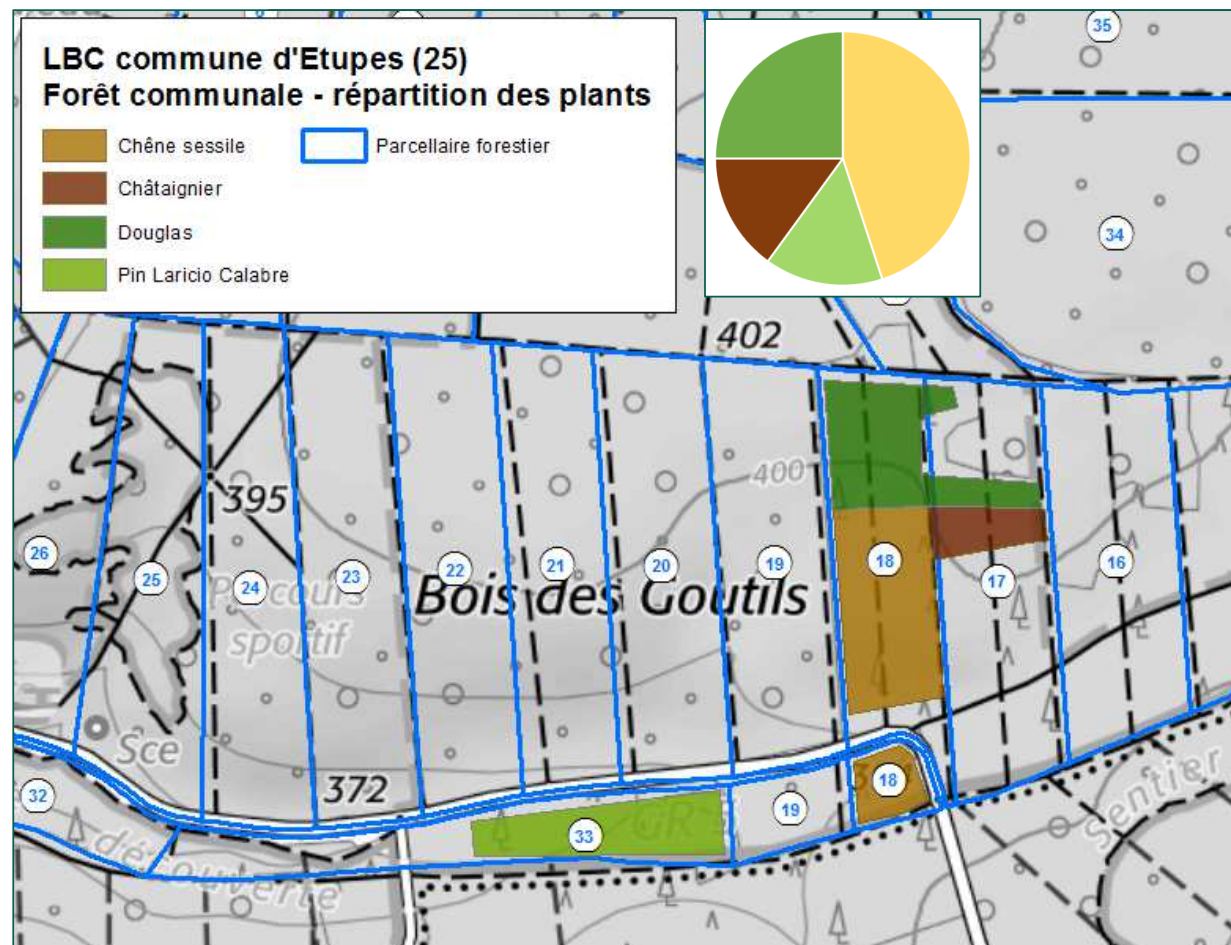 LBC commune d'Etupes (25)
Forêt communale - répartition des plants
Chêne sessile
Parcellaire forestier
Châtaignier
Douglas
Pin Laricio Calabre
35
34
402
400
395
26
25
24
23
22
21
20
19
18
17
16
Parcours
sportif
Bois des Goutils
Sce
372
32
33
19
18
GR
découverte
Sentier